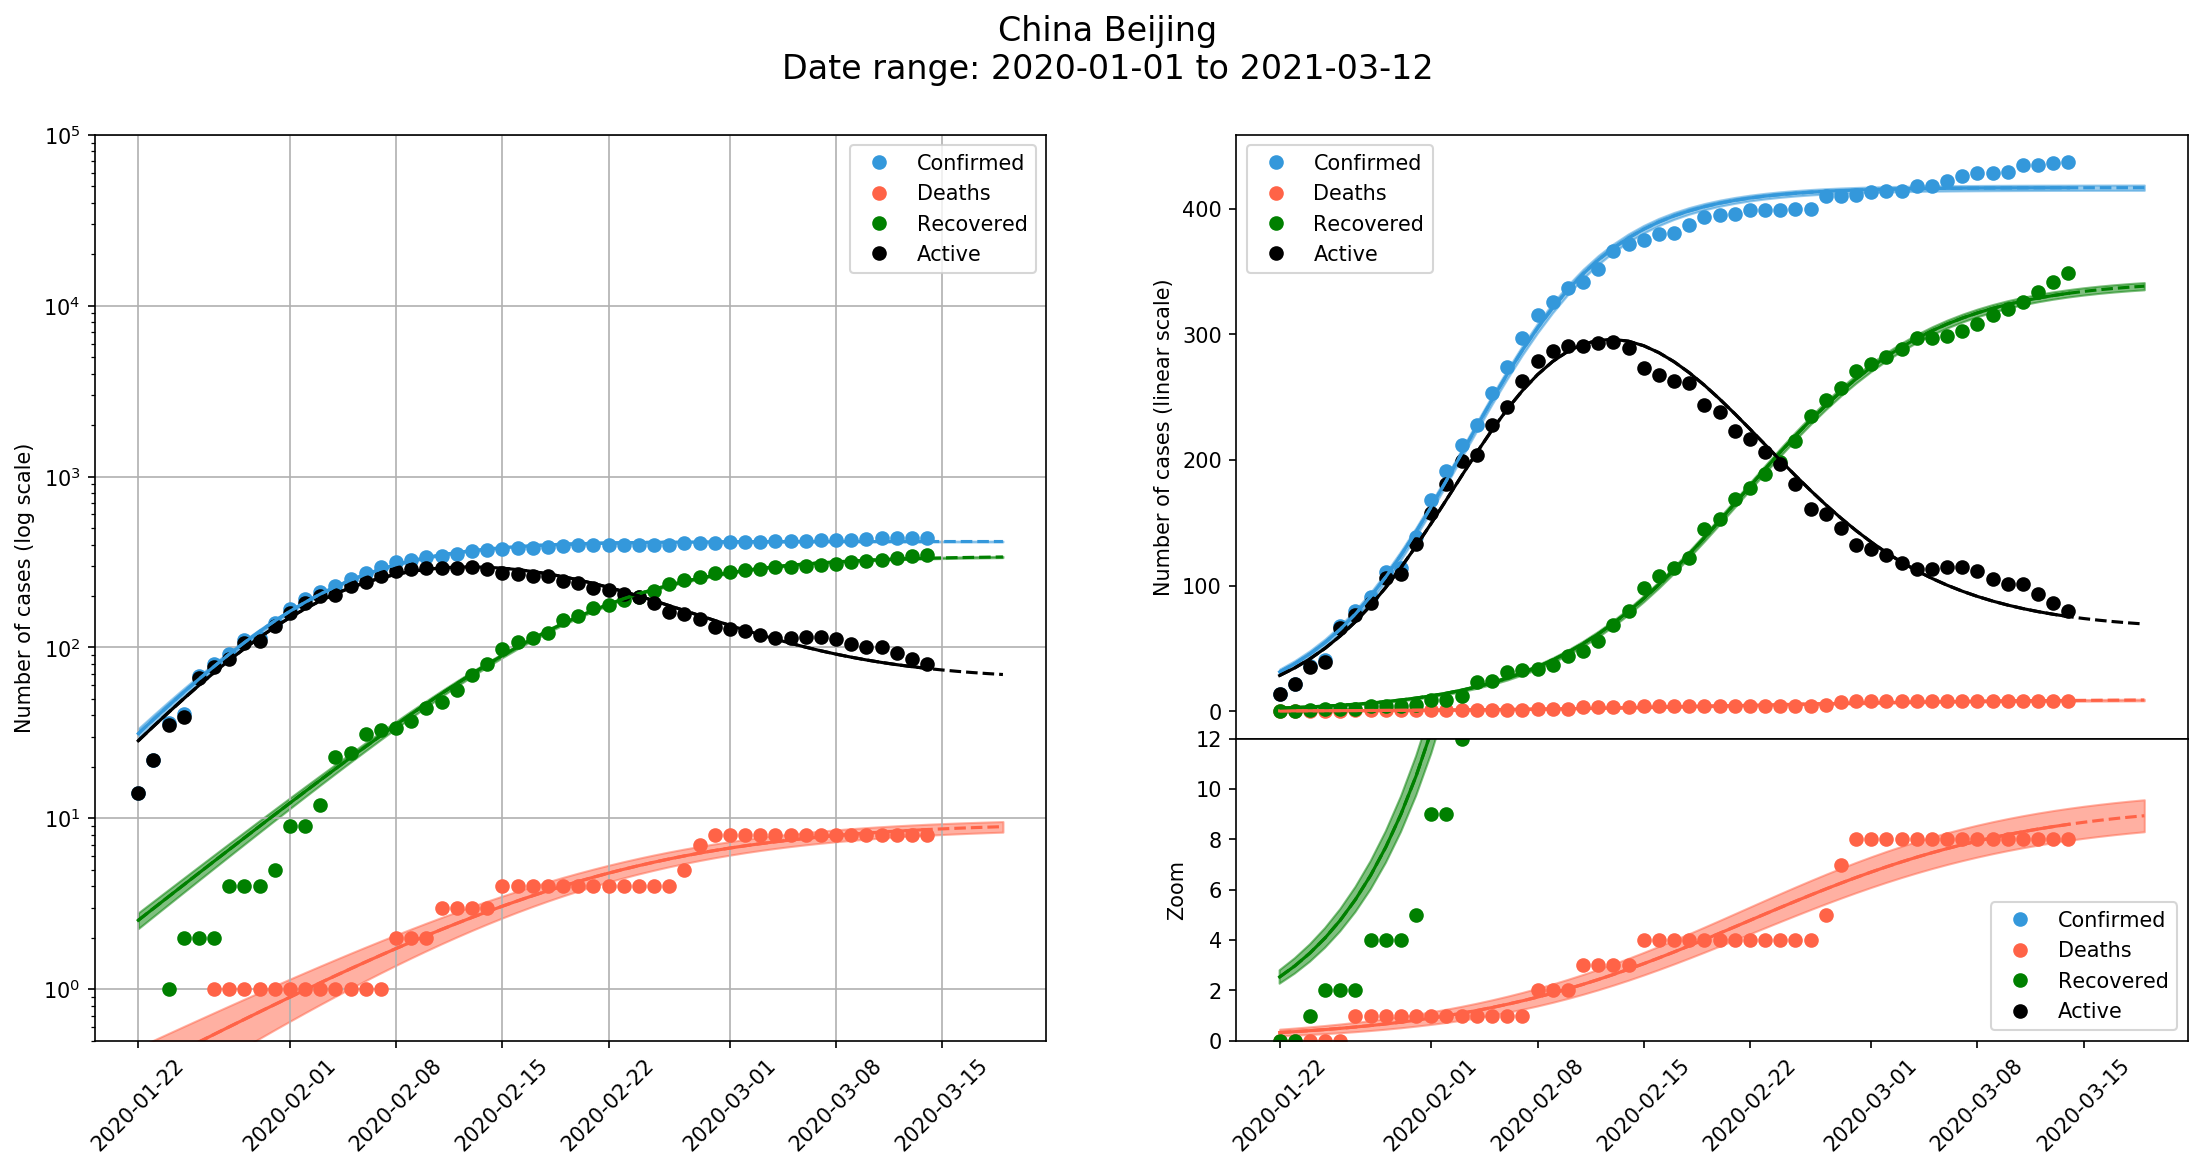 China Beijing
Date range: 2020-01-01 to 2021-03-12
Number of cases (log scale)
10^5
10^4
10^3
10^2
10^1
10^0
Confirmed
Deaths
Recovered
Active
2020-01-22
2020-02-01
2020-02-08
2020-02-15
2020-02-22
2020-03-01
2020-03-08
2020-03-15
Number of cases (linear scale)
400
300
200
100
0
Confirmed
Deaths
Recovered
Active
Zoom
12
10
8
6
4
2
0
Confirmed
Deaths
Recovered
Active
2020-01-22
2020-02-01
2020-02-08
2020-02-15
2020-02-22
2020-03-01
2020-03-08
2020-03-15